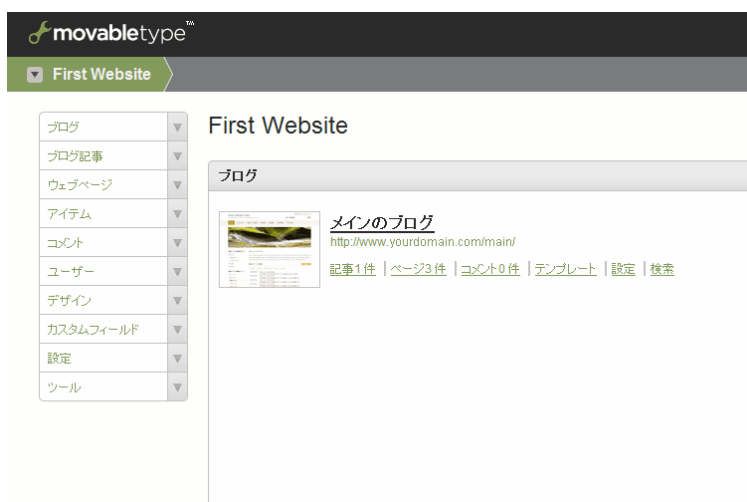 movabletype™
First Website
ブログ
ブログ記事
ウェブページ
アイテム
コメント
ユーザー
デザイン
カスタムフィールド
設定
ツール
First Website
ブログ
メインのブログ
http://www.yourdomain.com/main/
記事1件 | ページ3件 | コメント0件 | テンプレート | 設定 | 検索